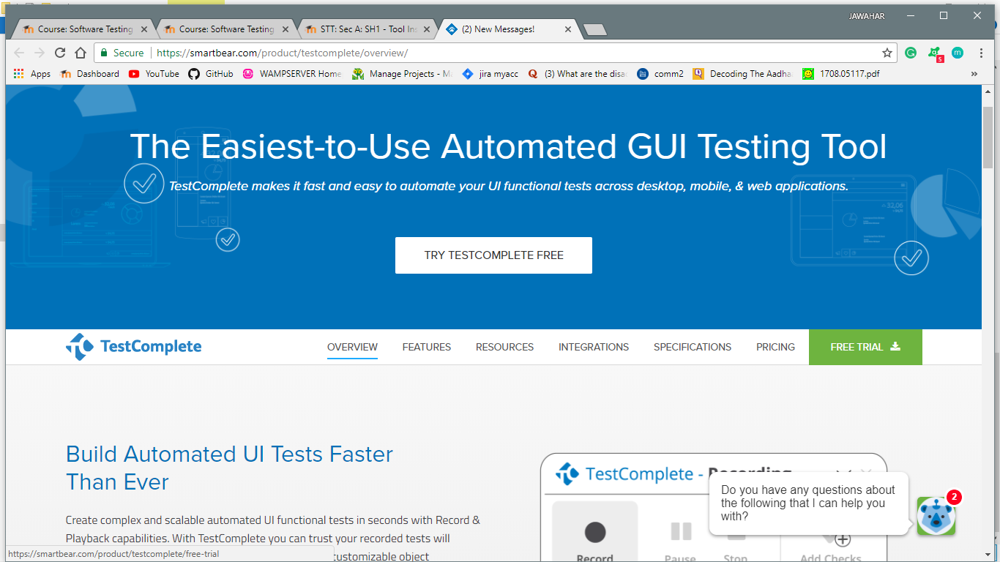 JAWAHAR
Course: Software Testing
Course: Software Testing
STT: Sec A: SH1 - Tool Ins
(2) New Messages!
Secure
https://smartbear.com/product/testcomplete/overview/
Apps
Dashboard
YouTube
GitHub
WAMPSERVER Home
Manage Projects - M
jira myacc
(3) What are the disa
comm2
Decoding The Aadha
1708.05117.pdf
The Easiest-to-Use Automated GUI Testing Tool
TestComplete makes it fast and easy to automate your UI functional tests across desktop, mobile, & web applications.
32,06
TRY TESTCOMPLETE FREE
TestComplete
OVERVIEW
FEATURES
RESOURCES
INTEGRATIONS
SPECIFICATIONS
PRICING
FREE TRIAL
Build Automated UI Tests Faster
Than Ever
Create complex and scalable automated UI functional tests in seconds with Record &
Playback capabilities. With TestComplete you can trust your recorded tests will
customizable object
https://smartbear.com/product/testcomplete/free-trial
TestComplete - Recording
Record
Pause
Stop
Add Checks
Do you have any questions about
the following that I can help you
with?
2